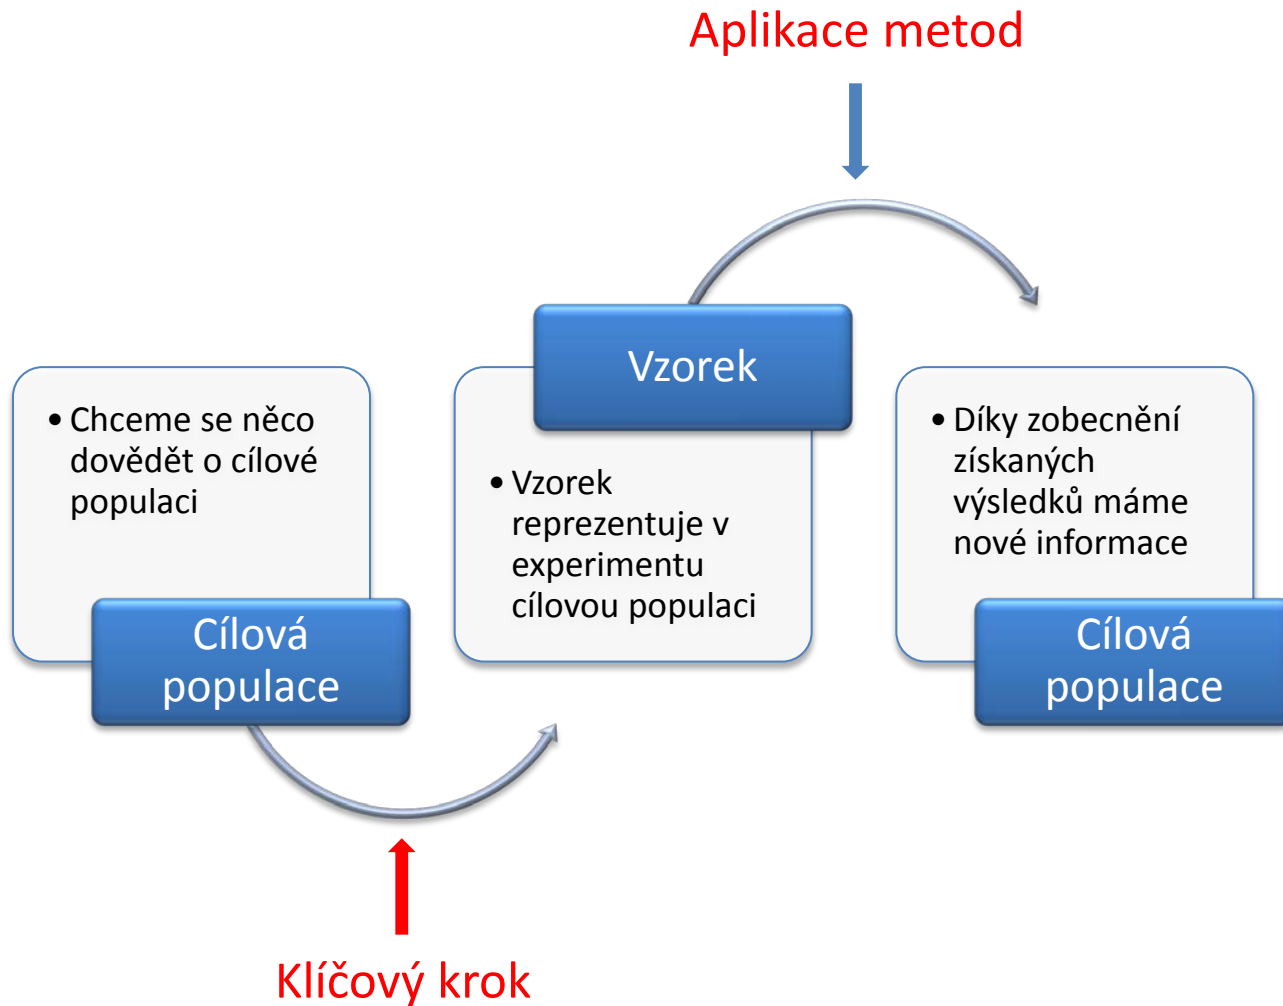 Aplikace metod
• Chceme se něco
dovědět o cílové
populaci
Cílová
populace
Vzorek
• Vzorek
reprezentuje v
experimentu
cílovou populaci
• Díky zobecnění
získaných
výsledků máme
nové informace
Cílová
populace
Klíčový krok